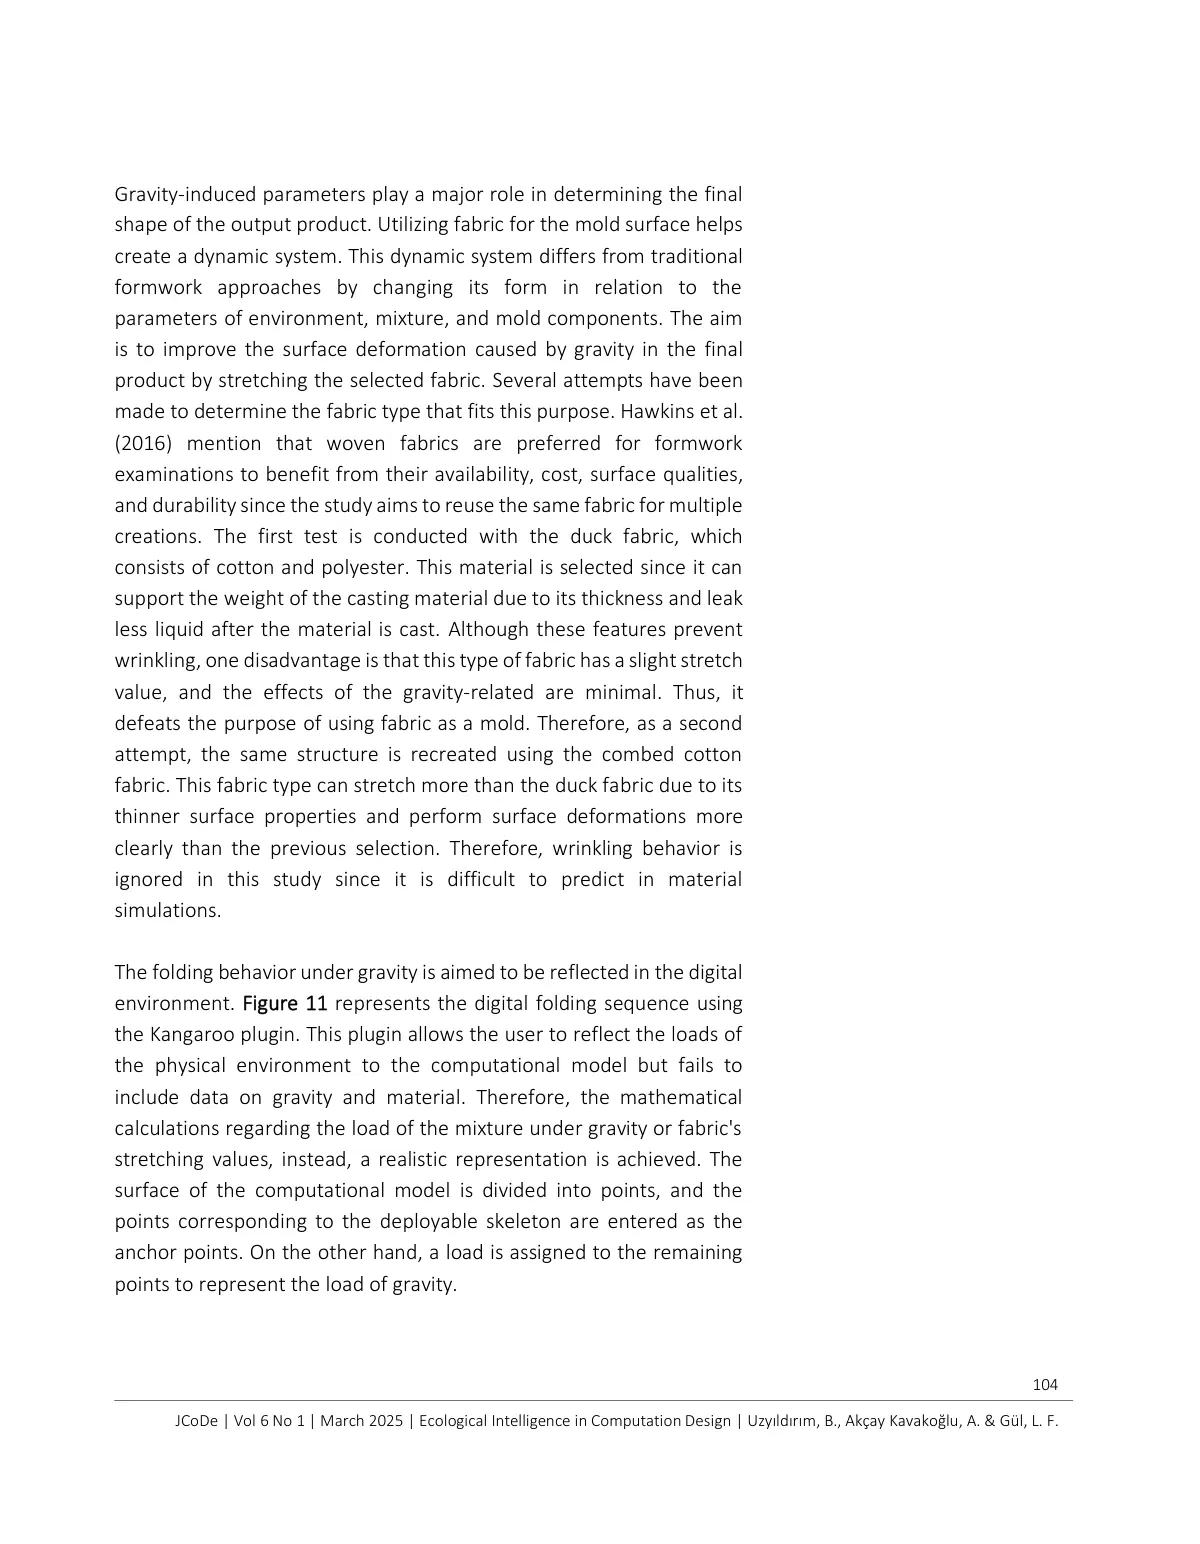 Gravity-induced parameters play a major role in determining the final
shape of the output product. Utilizing fabric for the mold surface helps
create a dynamic system. This dynamic system differs from traditional
formwork approaches by changing its form in relation to the
parameters of environment, mixture, and mold components. The aim
is to improve the surface deformation caused by gravity in the final
product by stretching the selected fabric. Several attempts have been
made to determine the fabric type that fits this purpose. Hawkins et al.
(2016) mention that woven fabrics are preferred for formwork
examinations to benefit from their availability, cost, surface qualities,
and durability since the study aims to reuse the same fabric for multiple
creations. The first test is conducted with the duck fabric, which
consists of cotton and polyester. This material is selected since it can
support the weight of the casting material due to its thickness and leak
less liquid after the material is cast. Although these features prevent
wrinkling, one disadvantage is that this type of fabric has a slight stretch
value, and the effects of the gravity-related are minimal. Thus, it
defeats the purpose of using fabric as a mold. Therefore, as a second
attempt, the same structure is recreated using the combed cotton
fabric. This fabric type can stretch more than the duck fabric due to its
thinner surface properties and perform surface deformations more
clearly than the previous selection. Therefore, wrinkling behavior is
ignored in this study since it is difficult to predict in material
simulations.
The folding behavior under gravity is aimed to be reflected in the digital
environment. Figure 11 represents the digital folding sequence using
the Kangaroo plugin. This plugin allows the user to reflect the loads of
the physical environment to the computational model but fails to
include data on gravity and material. Therefore, the mathematical
calculations regarding the load of the mixture under gravity or fabric's
stretching values, instead, a realistic representation is achieved. The
surface of the computational model is divided into points, and the
points corresponding to the deployable skeleton are entered as the
anchor points. On the other hand, a load is assigned to the remaining
points to represent the load of gravity.
104
JCoDe | Vol 6 No 1 | March 2025 | Ecological Intelligence in Computation Design | Uzyıldırım, B., Akçay Kavakoğlu, A. & Gül, L. F.